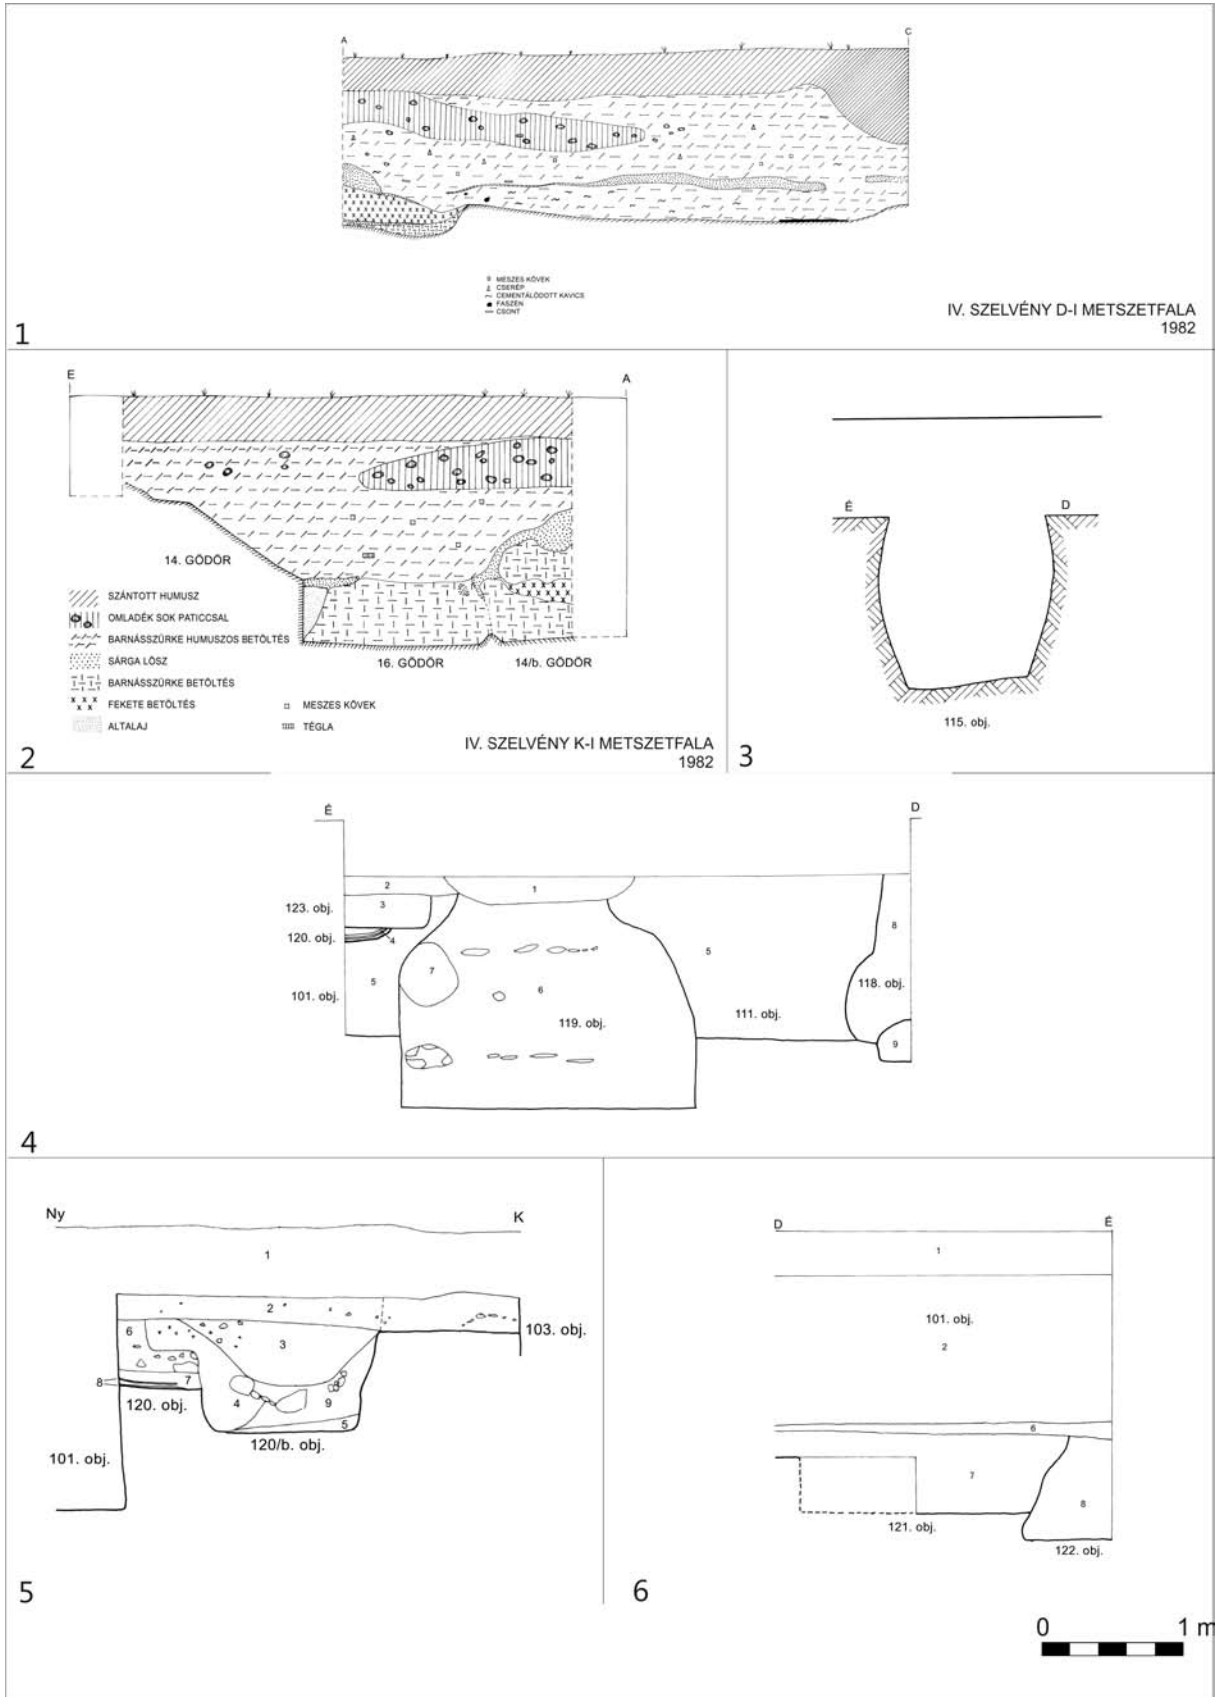 A C
▯ MESZES KÖVEK
CSERÉP
CEMENTÁLÓDOTT KAVICS
FASZÉN
CSONT
1
IV. SZELVÉNY D-I METSZETFALA
1982
E A
14. GÖDÖR
SZÁNTOTT HUMUSZ
OMLADÉK SOK PATICCSAL
BARNÁSSZÜRKE HUMUSZOS BETÖLTÉS
SÁRGA LÖSZ
BARNÁSSZÜRKE BETÖLTÉS
FEKETE BETÖLTÉS
ALTALAJ
16. GÖDÖR 14/b. GÖDÖR
MESZES KÖVEK
TÉGLA
2
IV. SZELVÉNY K-I METSZETFALA
1982
É D
115. obj.
3
É D
2 1
123. obj. 3
120. obj. 4
5 8
101. obj. 5 7 6 118. obj.
119. obj. 111. obj.
9
4
Ny K
1
2
6 3 103. obj.
8 7
120. obj. 4 9 8
5
120/b. obj.
101. obj.
5
D É
1
101. obj.
2
6
7
8
121. obj.
122. obj.
6
0 1 m